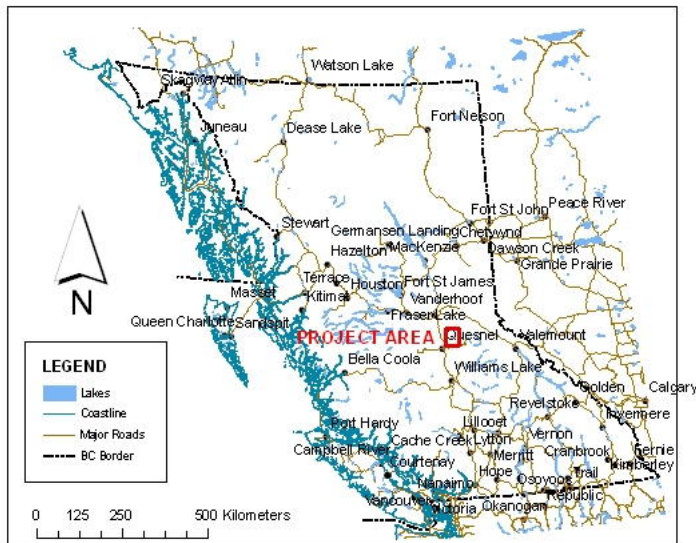 Watson Lake
Skagway Atlin
Juneau
Dease Lake
Fort Nelson
Stewart
Fort St John
Peace River
Germansen Landing
Chetwynd
Hazelton
MacKenzie
Dawson Creek
Grande Prairie
Terrace
Houston
Fort St James
Masset
Kitimat
Vanderhoof
Fraser Lake
Queen Charlotte
Sandspit
PROJECT AREA
Quesnel
Valemount
Bella Coola
Williams Lake
Golden
Calgary
Revelstoke
Invermere
Port Hardy
Lillooet
Cache Creek
Lytton
Vernon
Campbell River
Merritt
Cranbrook
Fernie
Courtenay
Hope
Trail
Kimberley
Nanaimo
Osoyoos
Republic
Vancouver
Victoria
Okanogan
N
LEGEND
Lakes
Coastline
Major Roads
BC Border
0 125 250 500 Kilometers